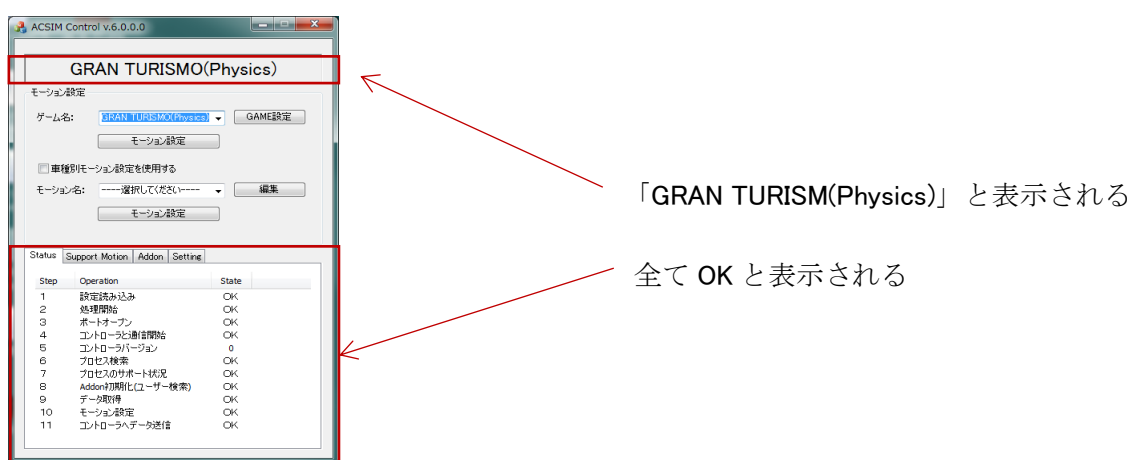 ACSIM Control v.6.0.0.0
GRAN TURISMO(Physics)
モーション設定
ゲーム名: GRAN TURISMO(Physics) GAME設定
モーション設定
車種別モーション設定を使用する
モーション名: ----選択してください---- 編集
モーション設定
「GRAN TURISM(Physics)」と表示される
Status Support Motion Addon Setting
全て OK と表示される
Step Operation State
1 設定読み込み OK
2 処理開始 OK
3 ポートオープン OK
4 コントローラと通信開始 OK
5 コントローラバージョン 0
6 プロセス検索 OK
7 プロセスのサポート状況 OK
8 Addon初期化(ユーザー検索) OK
9 データ取得 OK
10 モーション設定 OK
11 コントローラへデータ送信 OK